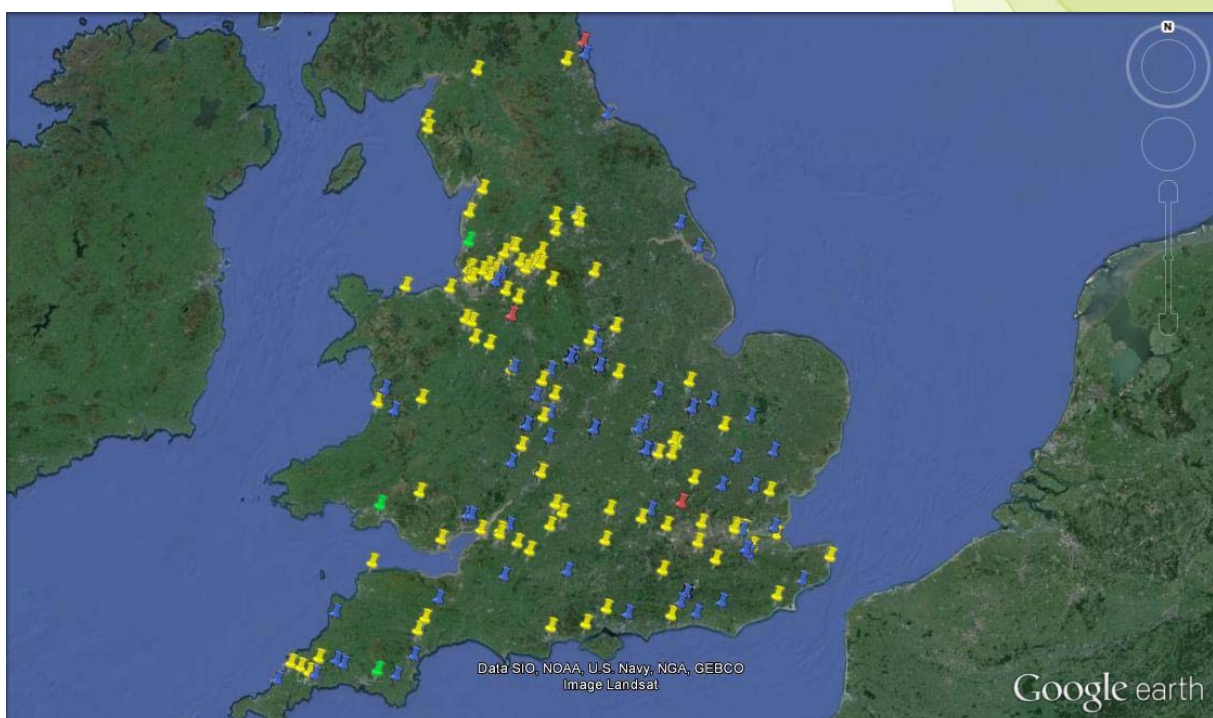 N
Data SIO, NOAA, U.S. Navy, NGA, GEBCO
Image Landsat
Google earth